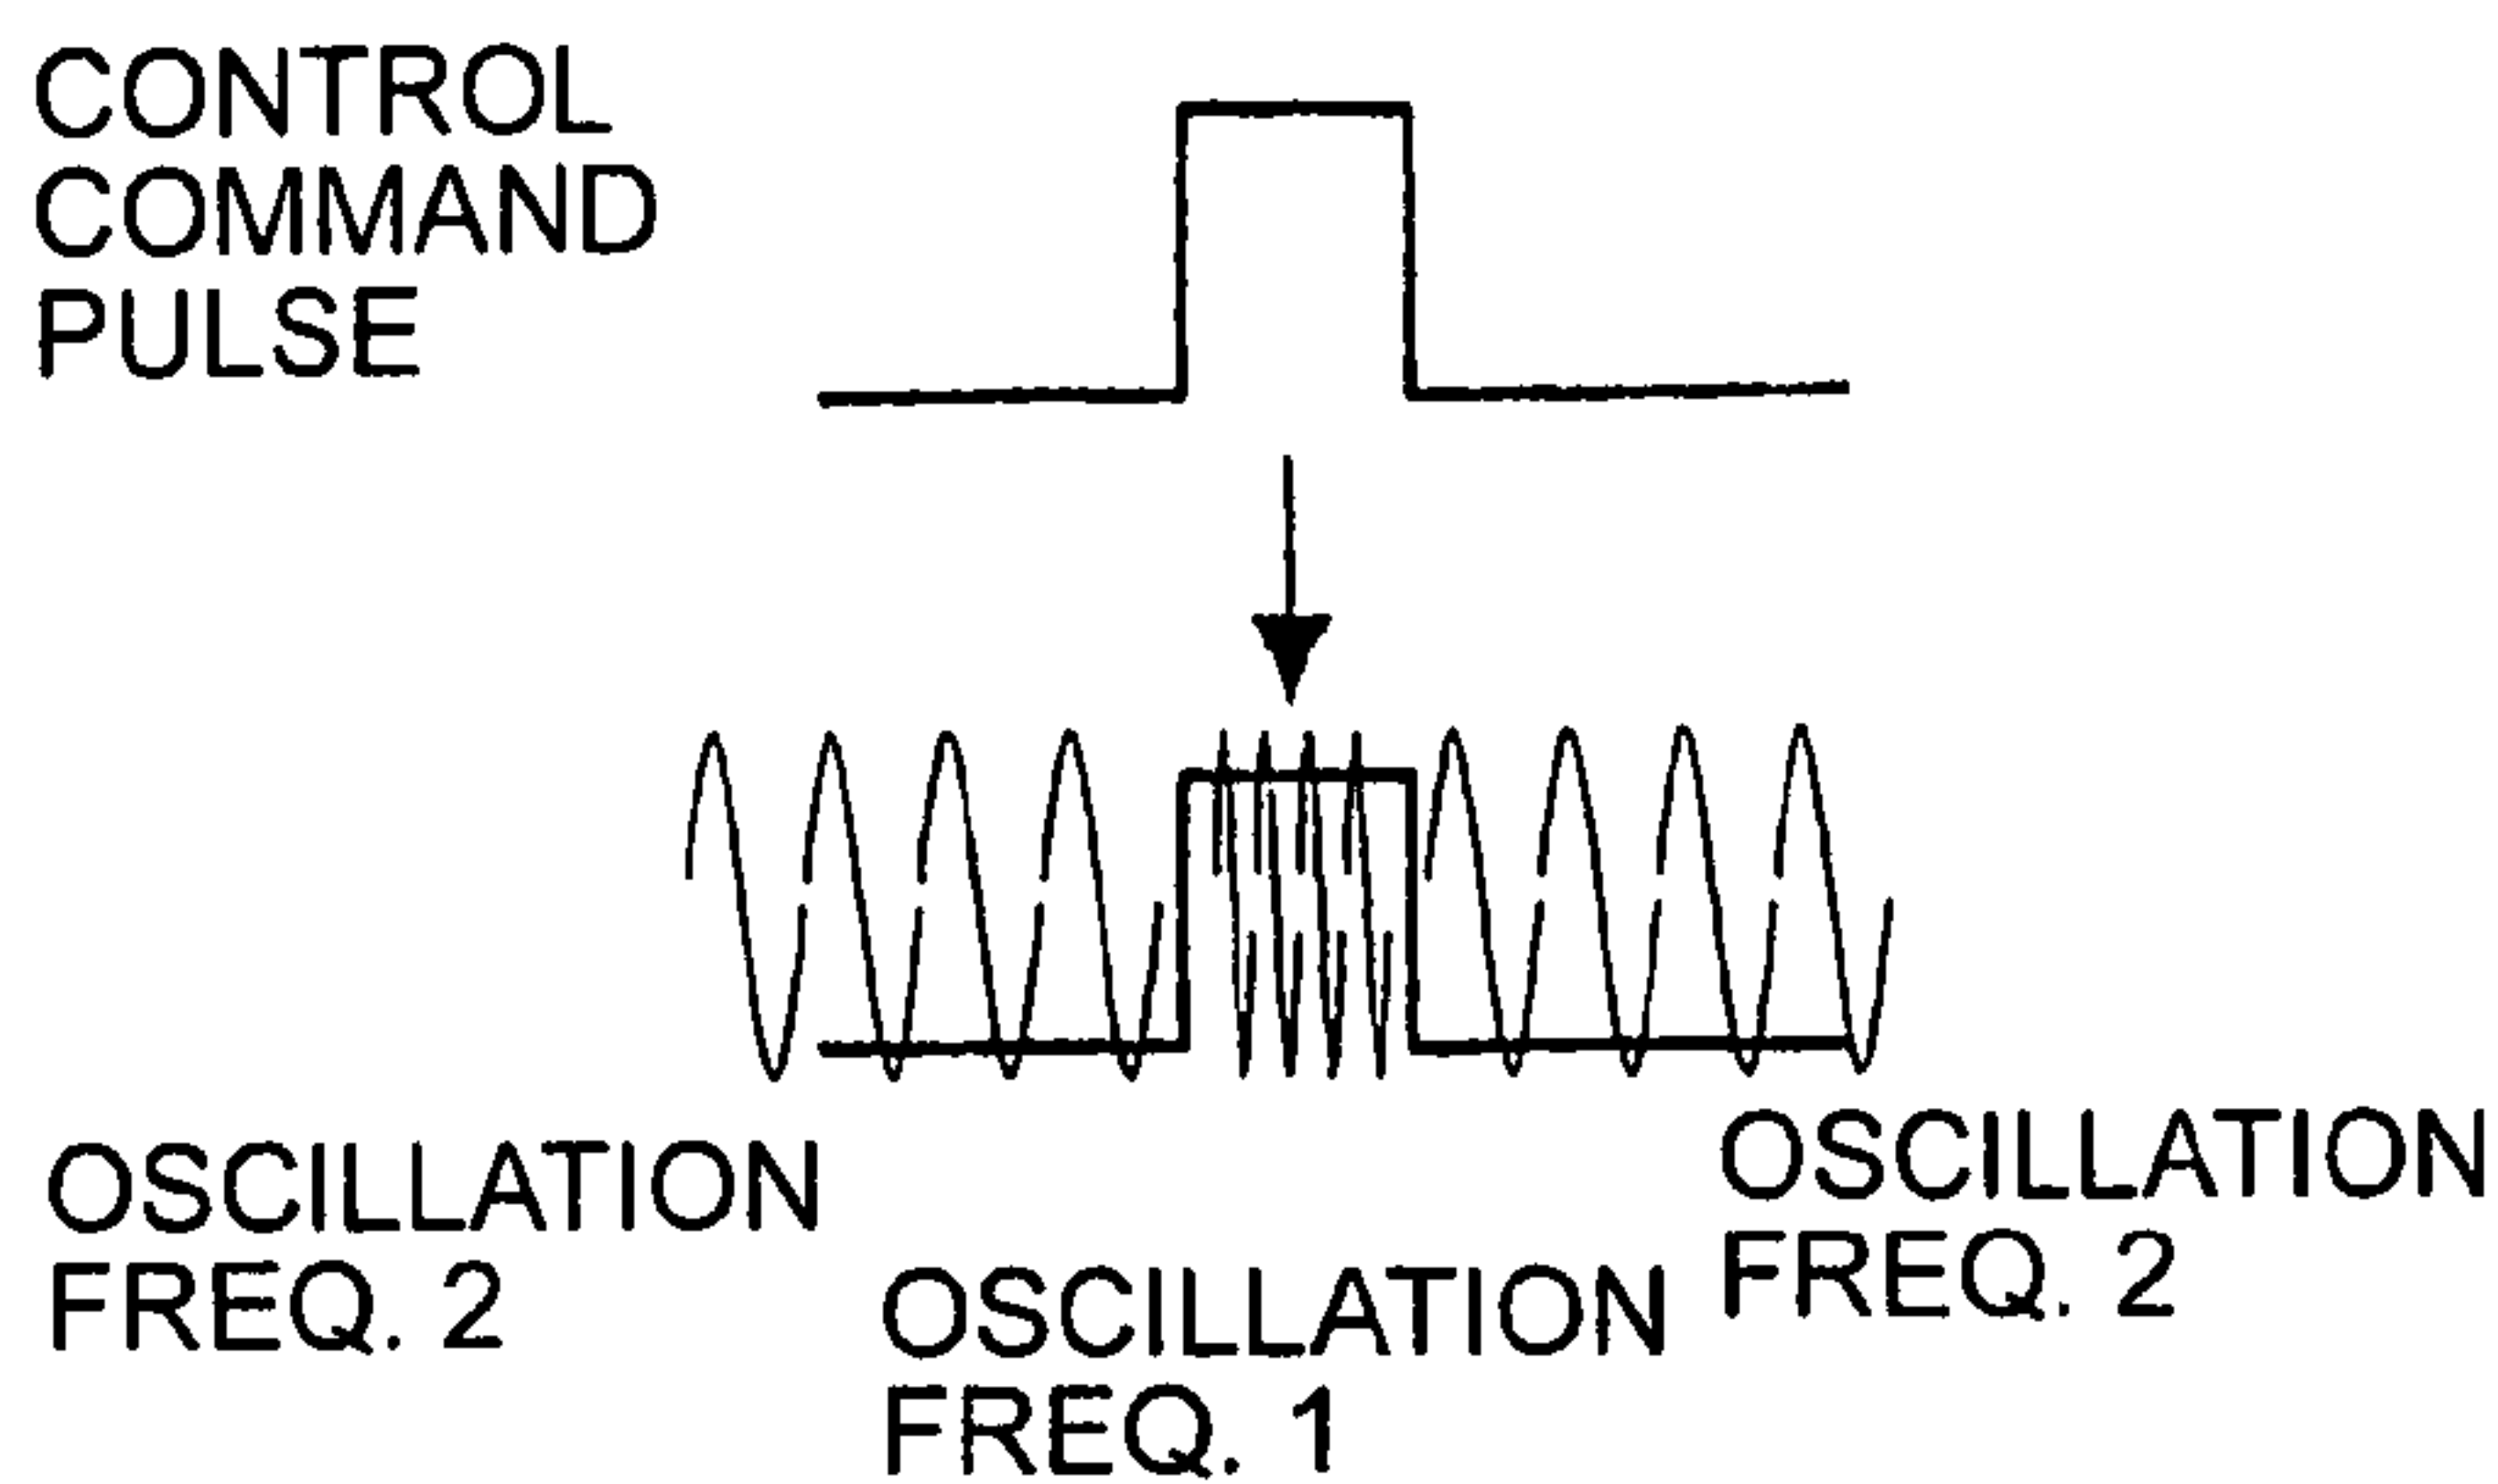 CONTROL
COMMAND
PULSE
OSCILLATION
FREQ. 2
OSCILLATION
FREQ. 1
OSCILLATION
FREQ. 2